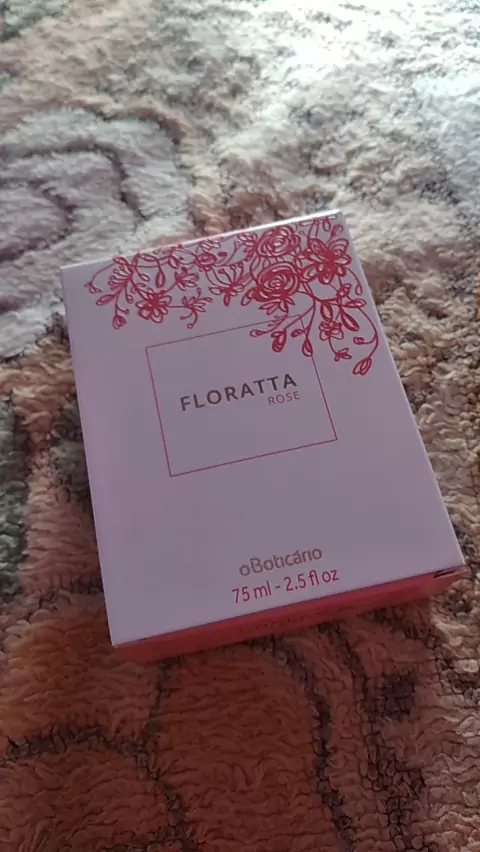 FLORATTA
ROSE
oBoticário
75 ml - 2.5 fl oz